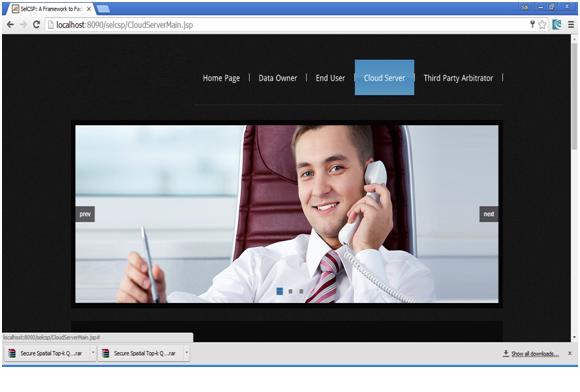 SelCSP: A Framework to Fac
localhost:8090/selcsp/CloudServerMain.jsp
Home Page
Data Owner
End User
Cloud Server
Third Party Arbitrator
prev
next
localhost:8090/selcsp/CloudServerMain.jsp#
Secure Spatial Top-k Q....rar
Secure Spatial Top-k Q....rar
Show all downloads...